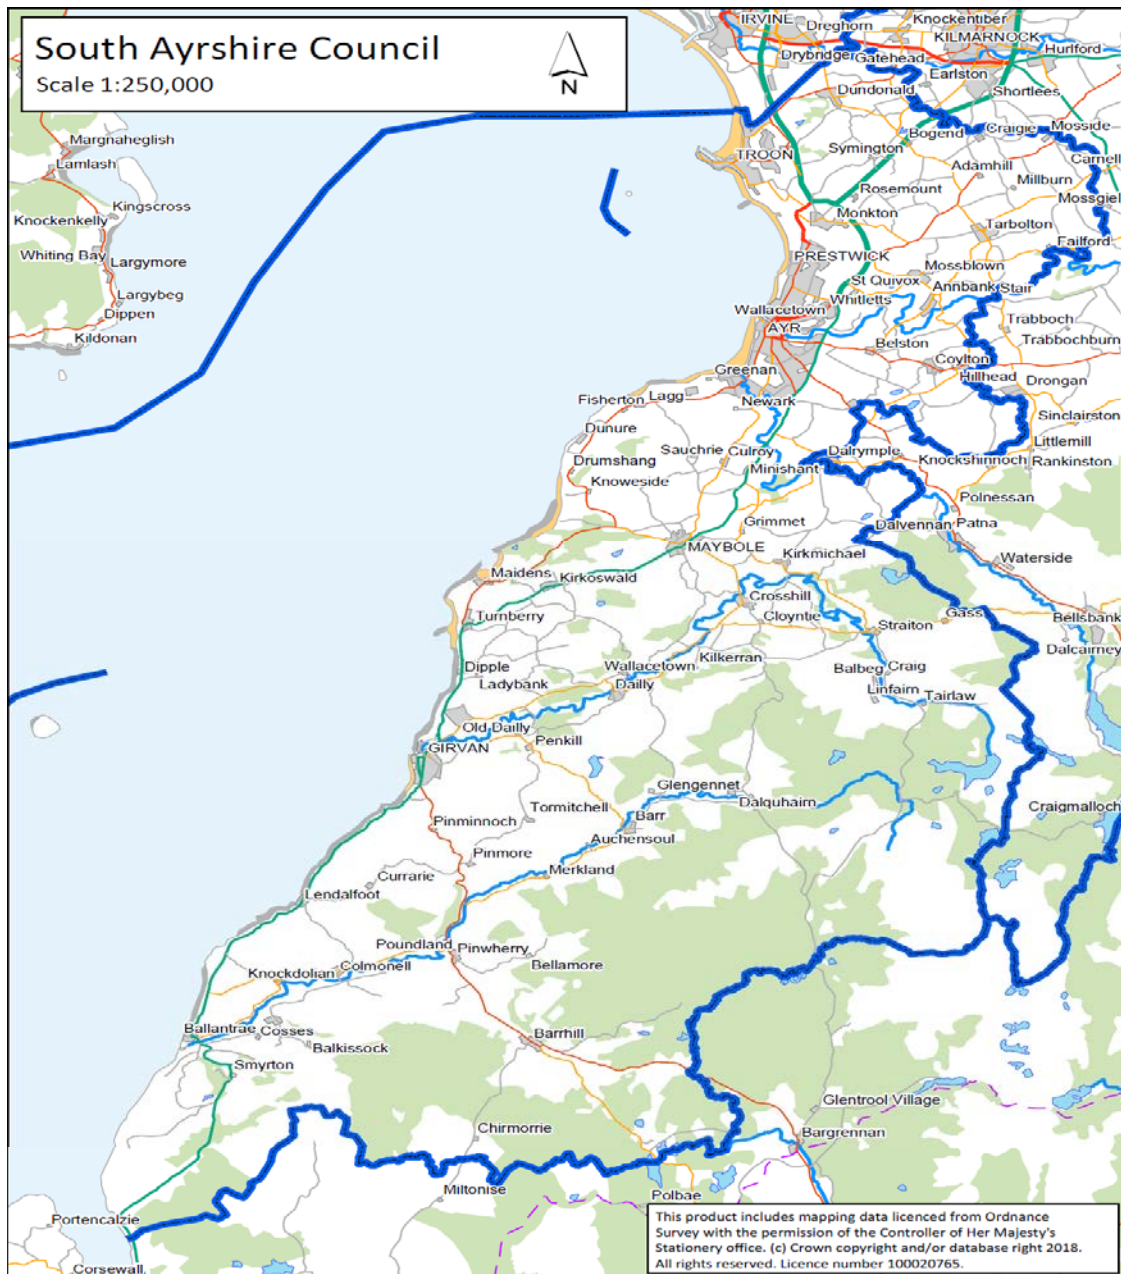 South Ayrshire Council
Scale 1:250,000
N
IRVINE
Dreghorn
Knockentiber
KILMARNOCK
Hurlford
Drybridge
Gatehead
Earlston
Shortlees
Dundonald
Bogend
Craigie
Mosside
TROON
Symington
Adamhill
Carnell
Millburn
Rosemount
Mossgiel
Monkton
Tarbolton
Failford
PRESTWICK
Mossblown
St Quivox
Annbank
Stair
Whitletts
Wallacetown
AYR
Trabboch
Belston
Trabbochburn
Coylton
Greenan
Hillhead
Drongan
Newark
Fisherton
Lagg
Sinclairston
Dunure
Littlemill
Sauchrie
Culroy
Dalrymple
Knockshinnoch
Rankinston
Drumshang
Minishant
Knoweside
Polnessan
Grimmet
Dalvennan
Patna
MAYBOLE
Kirkmichael
Waterside
Maidens
Kirkoswald
Crosshill
Cloyntie
Gass
Bellsbank
Turnberry
Straiton
Dalcairney
Dipple
Wallacetown
Kilkerran
Balbeg
Craig
Ladybank
Dailly
Linfairn
Tairlaw
Old Dailly
Penkill
GIRVAN
Glengennet
Dalquhairn
Tormitchell
Craigmalloch
Barr
Pinminnoch
Auchensoul
Pinmore
Merkland
Currarie
Lendalfoot
Poundland
Pinwherry
Colmonell
Bellamore
Knockdolian
Ballantrae
Cosses
Barrhill
Balkissock
Smyrton
Glentrool Village
Chirmorrie
Bargrennan
Miltonise
Polbae
Portencalzie
Corsewall
Margnaheglish
Lamlash
Kingscross
Knockenkelly
Whiting Bay
Largymore
Largybeg
Dippen
Kildonan
This product includes mapping data licenced from Ordnance
Survey with the permission of the Controller of Her Majesty's
Stationery office. (c) Crown copyright and/or database right 2018.
All rights reserved. Licence number 100020765.